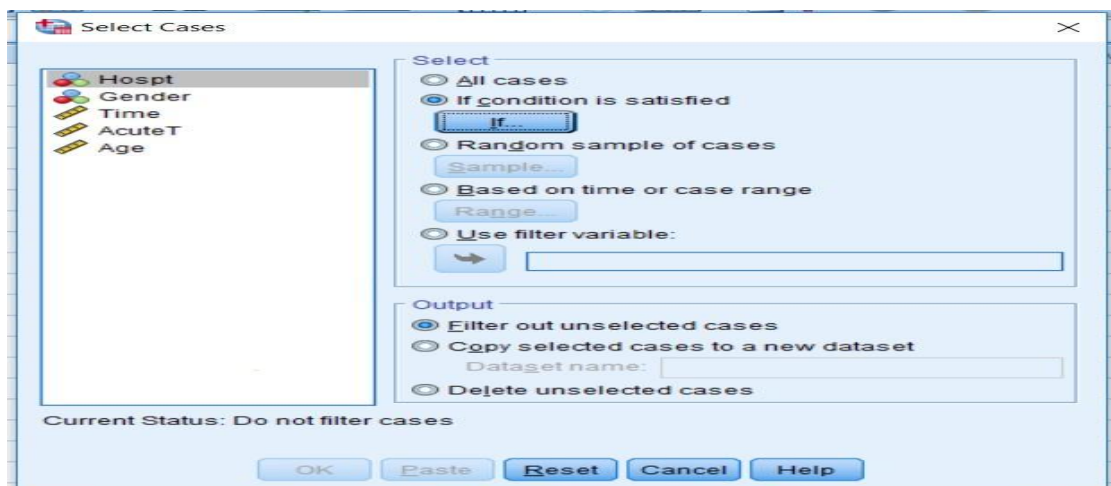 Select Cases
Hospt
Gender
Time
AcuteT
Age
Select
All cases
If condition is satisfied
If...
Random sample of cases
Sample...
Based on time or case range
Range...
Use filter variable:
Output
Filter out unselected cases
Copy selected cases to a new dataset
Dataset name:
Delete unselected cases
Current Status: Do not filter cases
OK Paste Reset Cancel Help